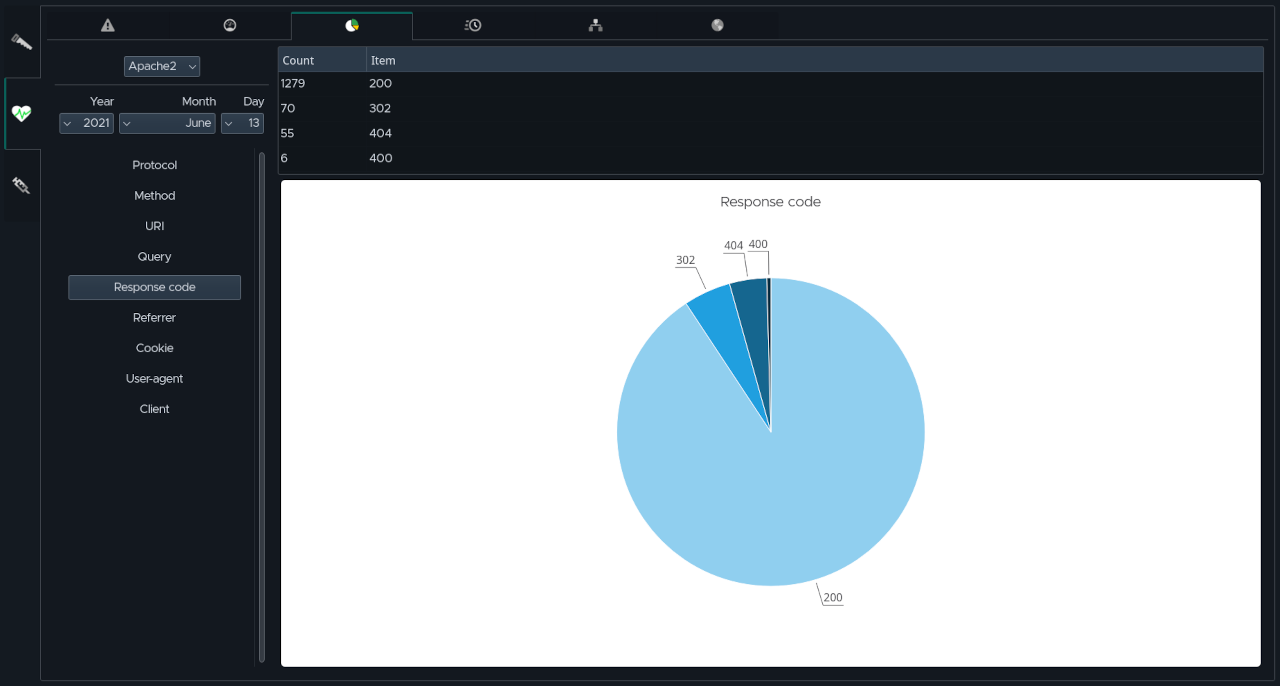 Apache2
Year Month Day
2021 June 13
Protocol
Method
URI
Query
Response code
Referrer
Cookie
User-agent
Client
Count Item
1279 200
70 302
55 404
6 400
Response code
302
404
400
200